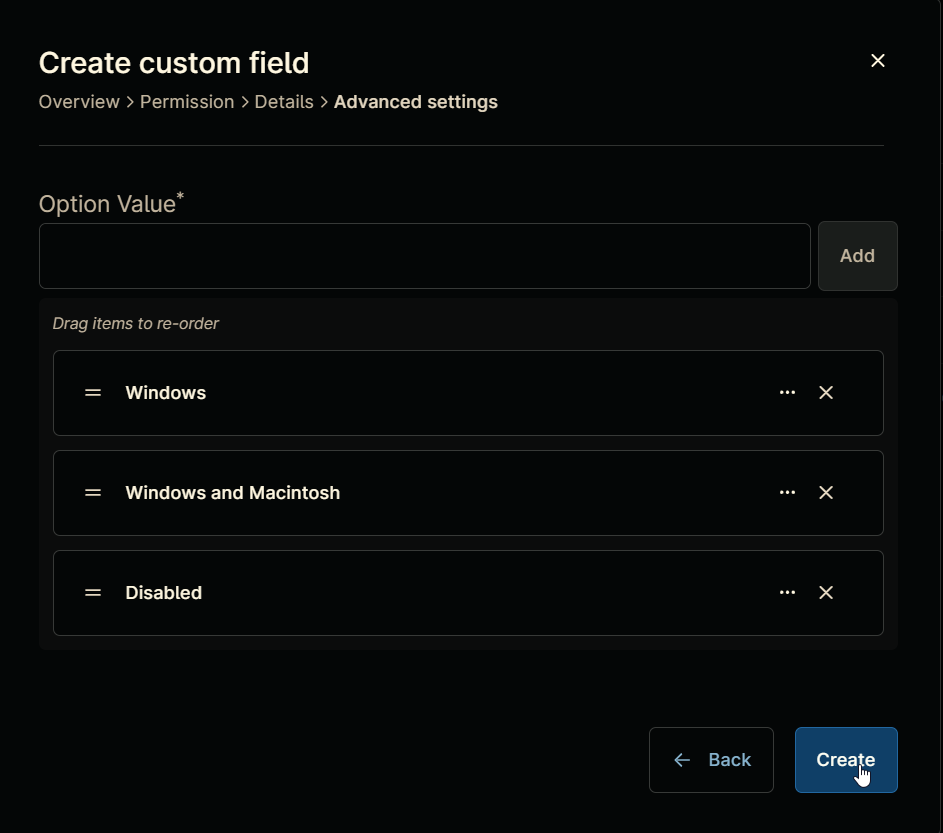 Create custom field
Overview > Permission > Details > Advanced settings
Option Value*
Add
Drag items to re-order
Windows
Windows and Macintosh
Disabled
Back
Create